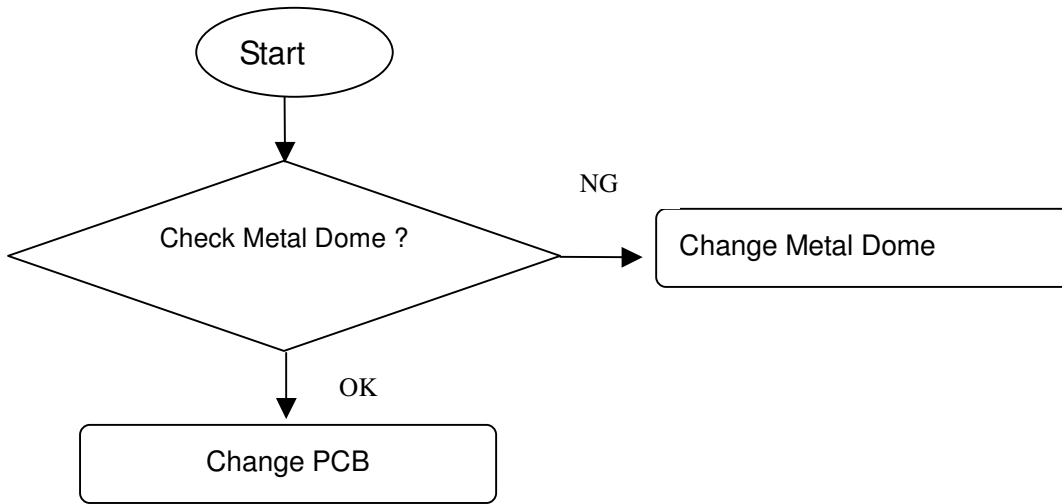 Start
NG
Check Metal Dome ?
Change Metal Dome
OK
Change PCB